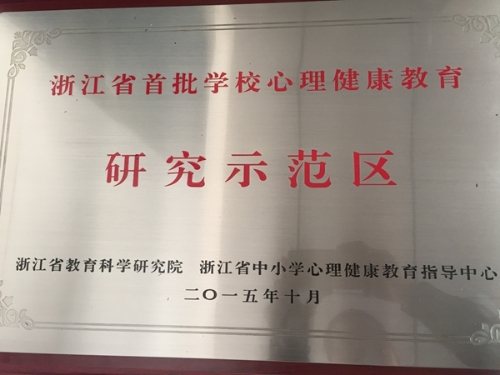 浙江省首批学校心理健康教育
研究示范区
浙江省教育科学研究院 浙江省中小学心理健康教育指导中心
二〇一五年十月